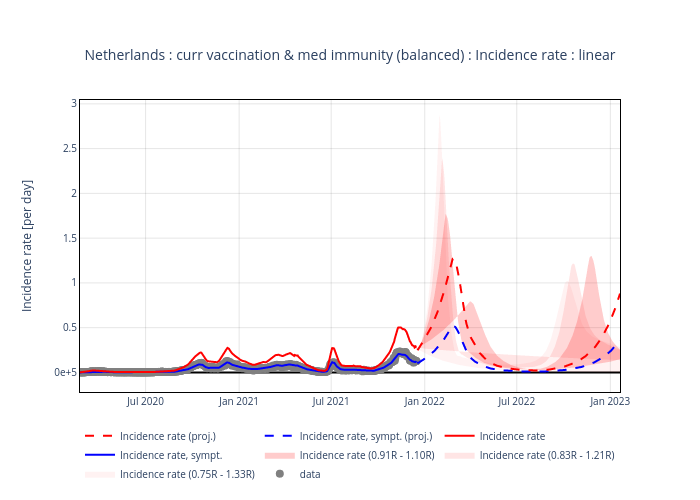 Netherlands : curr vaccination & med immunity (balanced) : Incidence rate : linear
Incidence rate [per day]
3
2.5
2
1.5
1
0.5
0e+5
Jul 2020 Jan 2021 Jul 2021 Jan 2022 Jul 2022 Jan 2023
Incidence rate (proj.) Incidence rate, sympt. (proj.) Incidence rate
Incidence rate, sympt. Incidence rate (0.91R - 1.10R) Incidence rate (0.83R - 1.21R)
Incidence rate (0.75R - 1.33R) data